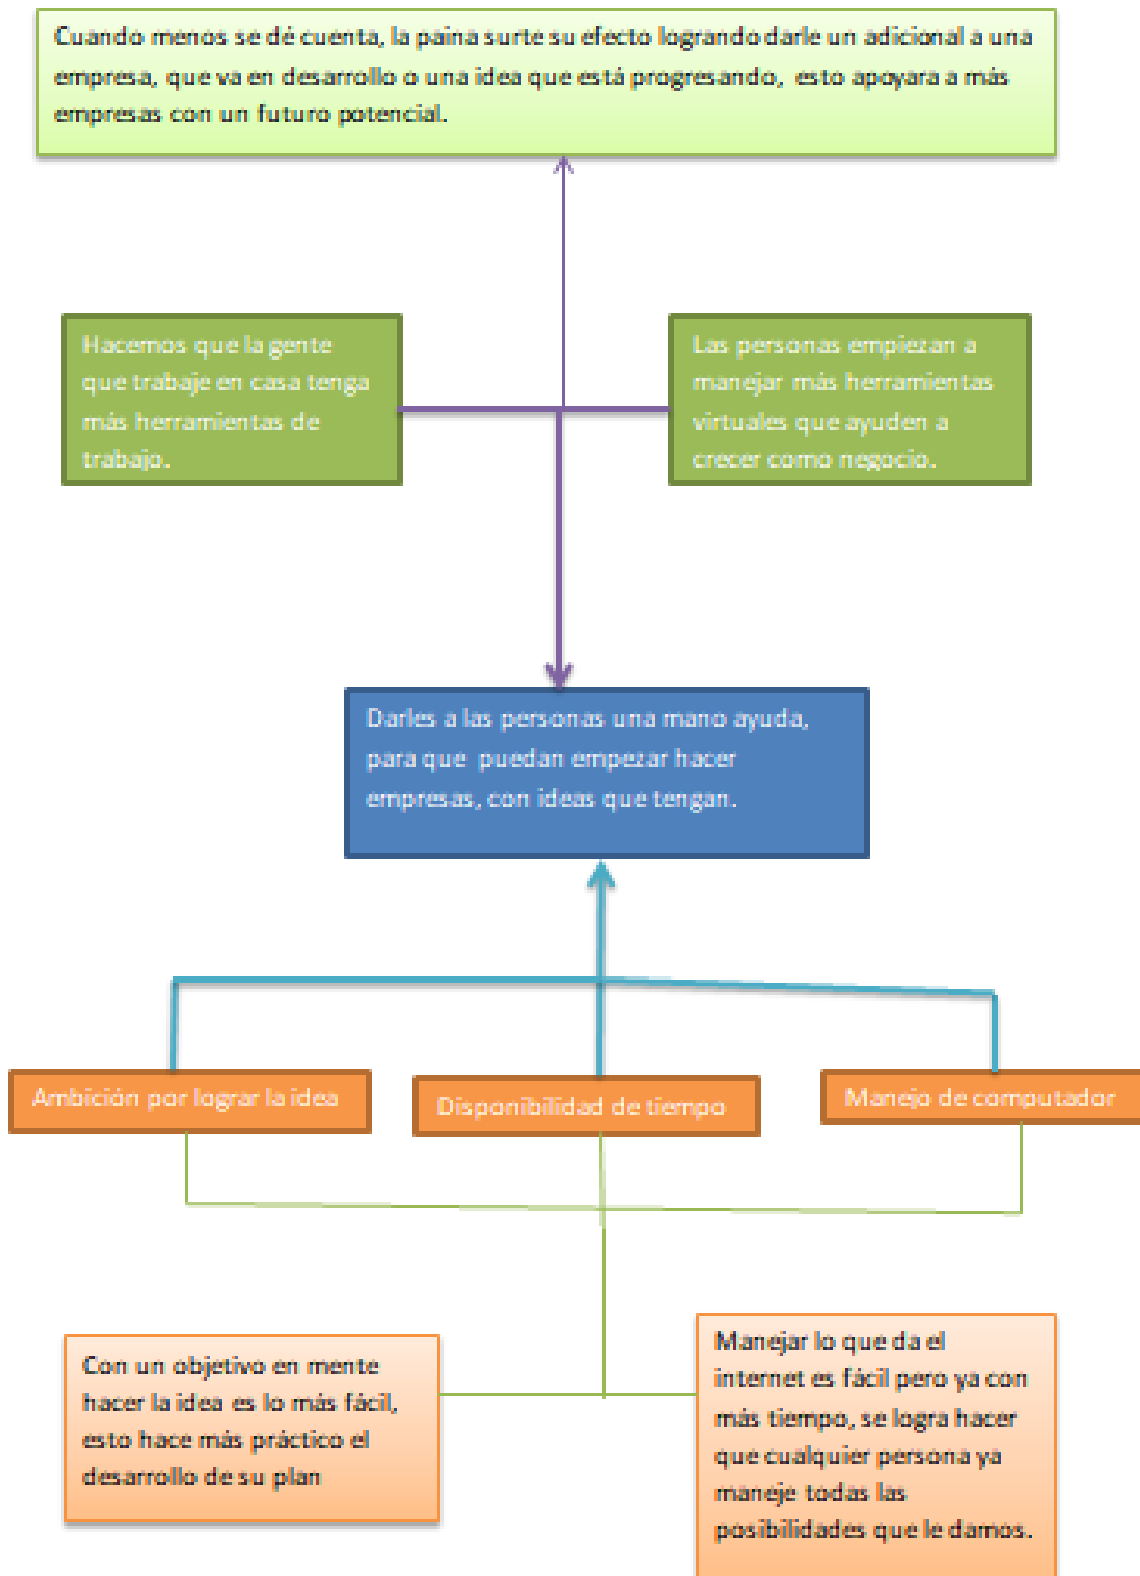 Cuando menos se dé cuenta, la paina surte su efecto logrando darle un adicional a una
empresa, que va en desarrollo o una idea que está progresando, esto apoyara a más
empresas con un futuro potencial.
Hacemos que la gente
que trabaje en casa tenga
más herramientas de
trabajo.
Las personas empiezan a
manejar más herramientas
virtuales que ayuden a
crecer como negocio.
Darles a las personas una mano ayuda,
para que puedan empezar hacer
empresas, con ideas que tengan.
Ambición por lograr la idea
Disponibilidad de tiempo
Manejo de computador
Con un objetivo en mente
hacer la idea es lo más fácil,
esto hace más práctico el
desarrollo de su plan
Manejar lo que da el
internet es fácil pero ya con
más tiempo, se logra hacer
que cualquier persona ya
maneje todas las
posibilidades que le damos.